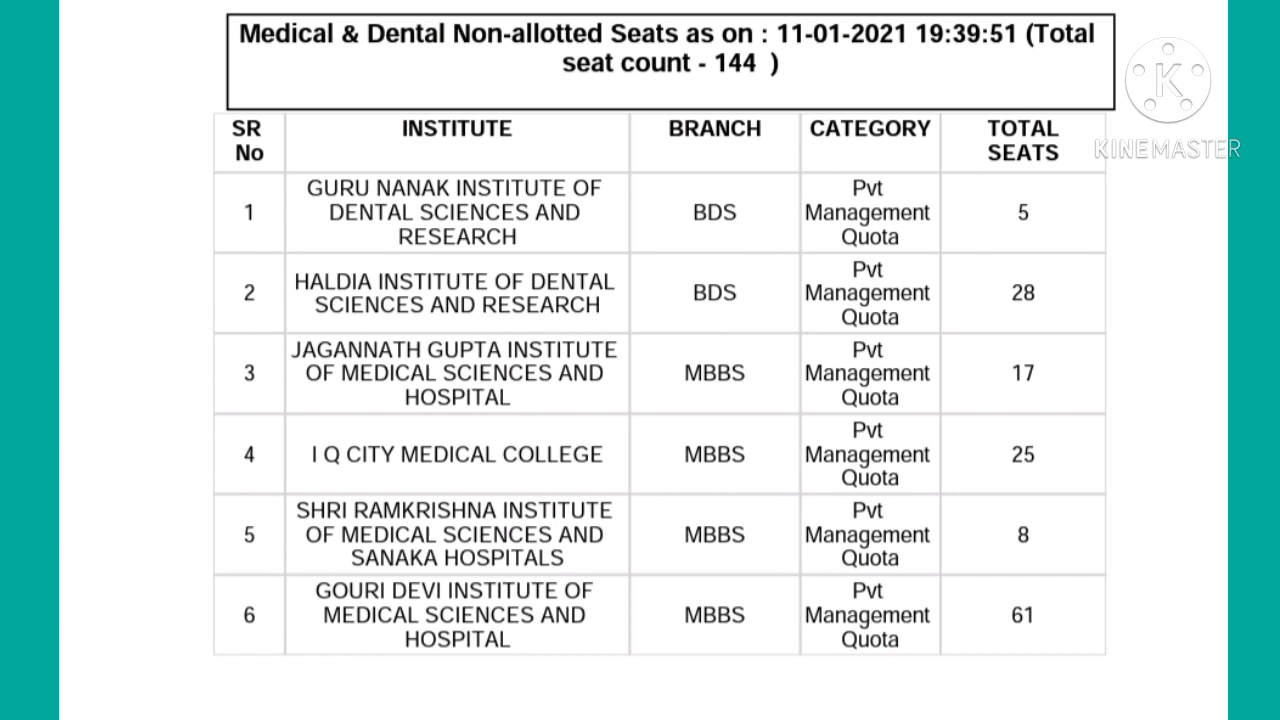 Medical & Dental Non-allotted Seats as on : 11-01-2021 19:39:51 (Total
seat count - 144 )
K
KINEMASTER
SR No INSTITUTE BRANCH CATEGORY TOTAL SEATS
1 GURU NANAK INSTITUTE OF DENTAL SCIENCES AND RESEARCH BDS Pvt Management Quota 5
2 HALDIA INSTITUTE OF DENTAL SCIENCES AND RESEARCH BDS Pvt Management Quota 28
3 JAGANNATH GUPTA INSTITUTE OF MEDICAL SCIENCES AND HOSPITAL MBBS Pvt Management Quota 17
4 I Q CITY MEDICAL COLLEGE MBBS Pvt Management Quota 25
5 SHRI RAMKRISHNA INSTITUTE OF MEDICAL SCIENCES AND SANAKA HOSPITALS MBBS Pvt Management Quota 8
6 GOURI DEVI INSTITUTE OF MEDICAL SCIENCES AND HOSPITAL MBBS Pvt Management Quota 61